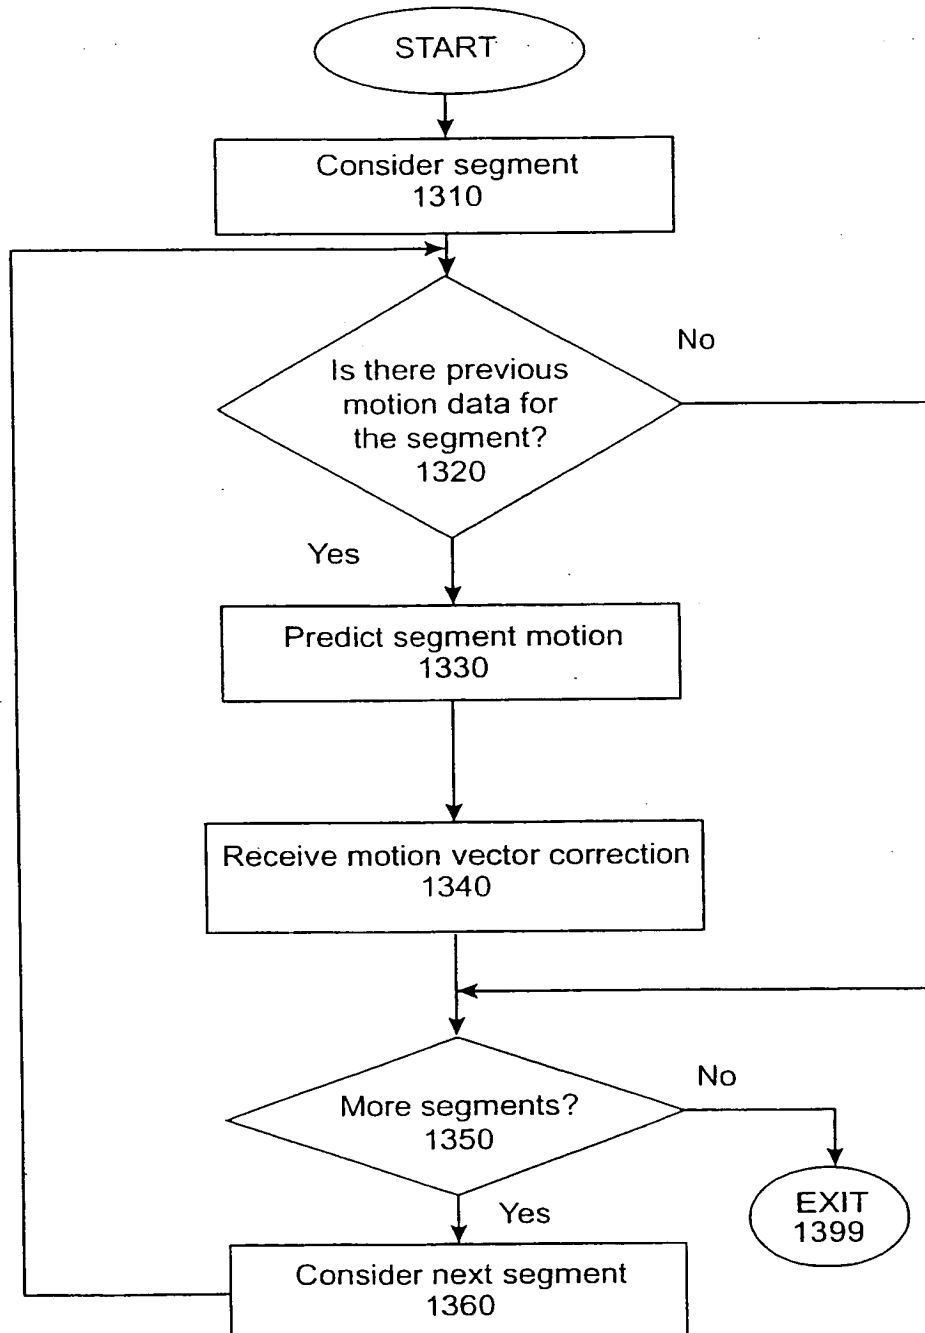 START
Consider segment
1310
No
Is there previous
motion data for
the segment?
1320
Yes
Predict segment motion
1330
Receive motion vector correction
1340
No
More segments?
1350
Yes
EXIT
1399
Consider next segment
1360